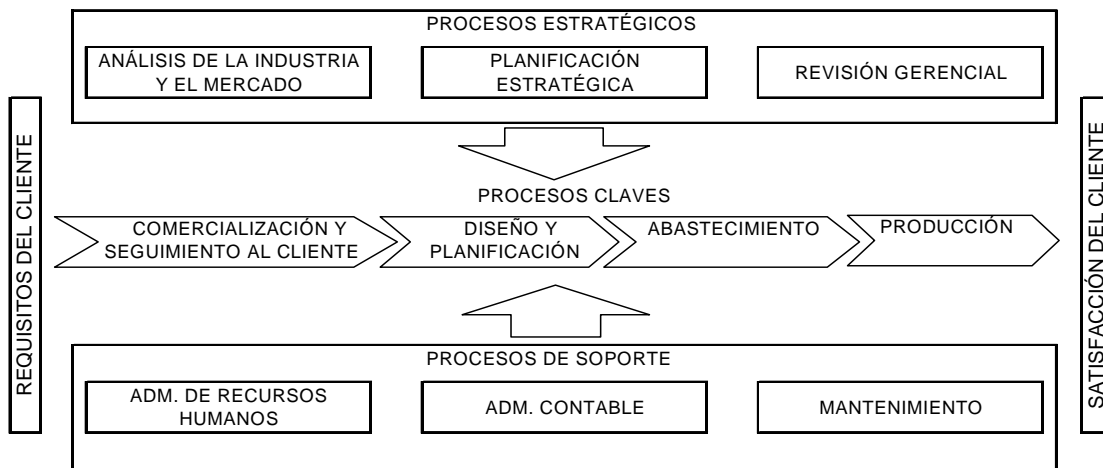 PROCESOS ESTRATÉGICOS
ANÁLISIS DE LA INDUSTRIA
Y EL MERCADO
PLANIFICACIÓN
ESTRATÉGICA
REVISIÓN GERENCIAL
REQUISITOS DEL CLIENTE
PROCESOS CLAVES
COMERCIALIZACIÓN Y
SEGUIMIENTO AL CLIENTE
DISEÑO Y
PLANIFICACIÓN
ABASTECIMIENTO
PRODUCCIÓN
SATISFACCIÓN DEL CLIENTE
PROCESOS DE SOPORTE
ADM. DE RECURSOS
HUMANOS
ADM. CONTABLE
MANTENIMIENTO